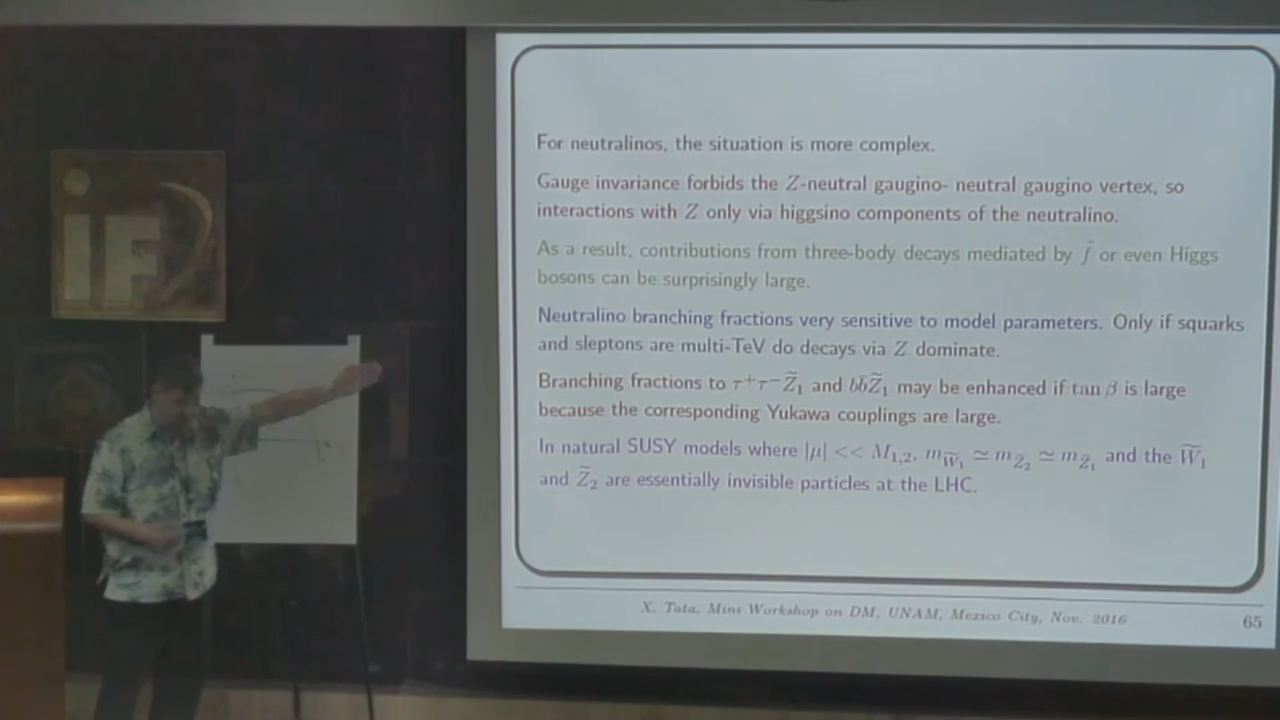 iF
For neutralinos, the situation is more complex.
Gauge invariance forbids the Z-neutral gaugino- neutral gaugino vertex, so
interactions with Z only via higgsino components of the neutralino.
As a result, contributions from three-body decays mediated by f̃ or even Higgs
bosons can be surprisingly large.
Neutralino branching fractions very sensitive to model parameters. Only if squarks
and sleptons are multi-TeV do decays via Z dominate.
Branching fractions to τ⁺τ⁻Z̃₁ and bb̄Z̃₁ may be enhanced if tan β is large
because the corresponding Yukawa couplings are large.
In natural SUSY models where |μ| << M₁,₂, m_W̃₁ ≃ m_Z̃₂ ≃ m_Z̃₁ and the W̃₁
and Z̃₂ are essentially invisible particles at the LHC.
X. Tata, Mini Workshop on DM, UNAM, Mexico City, Nov. 2016
65